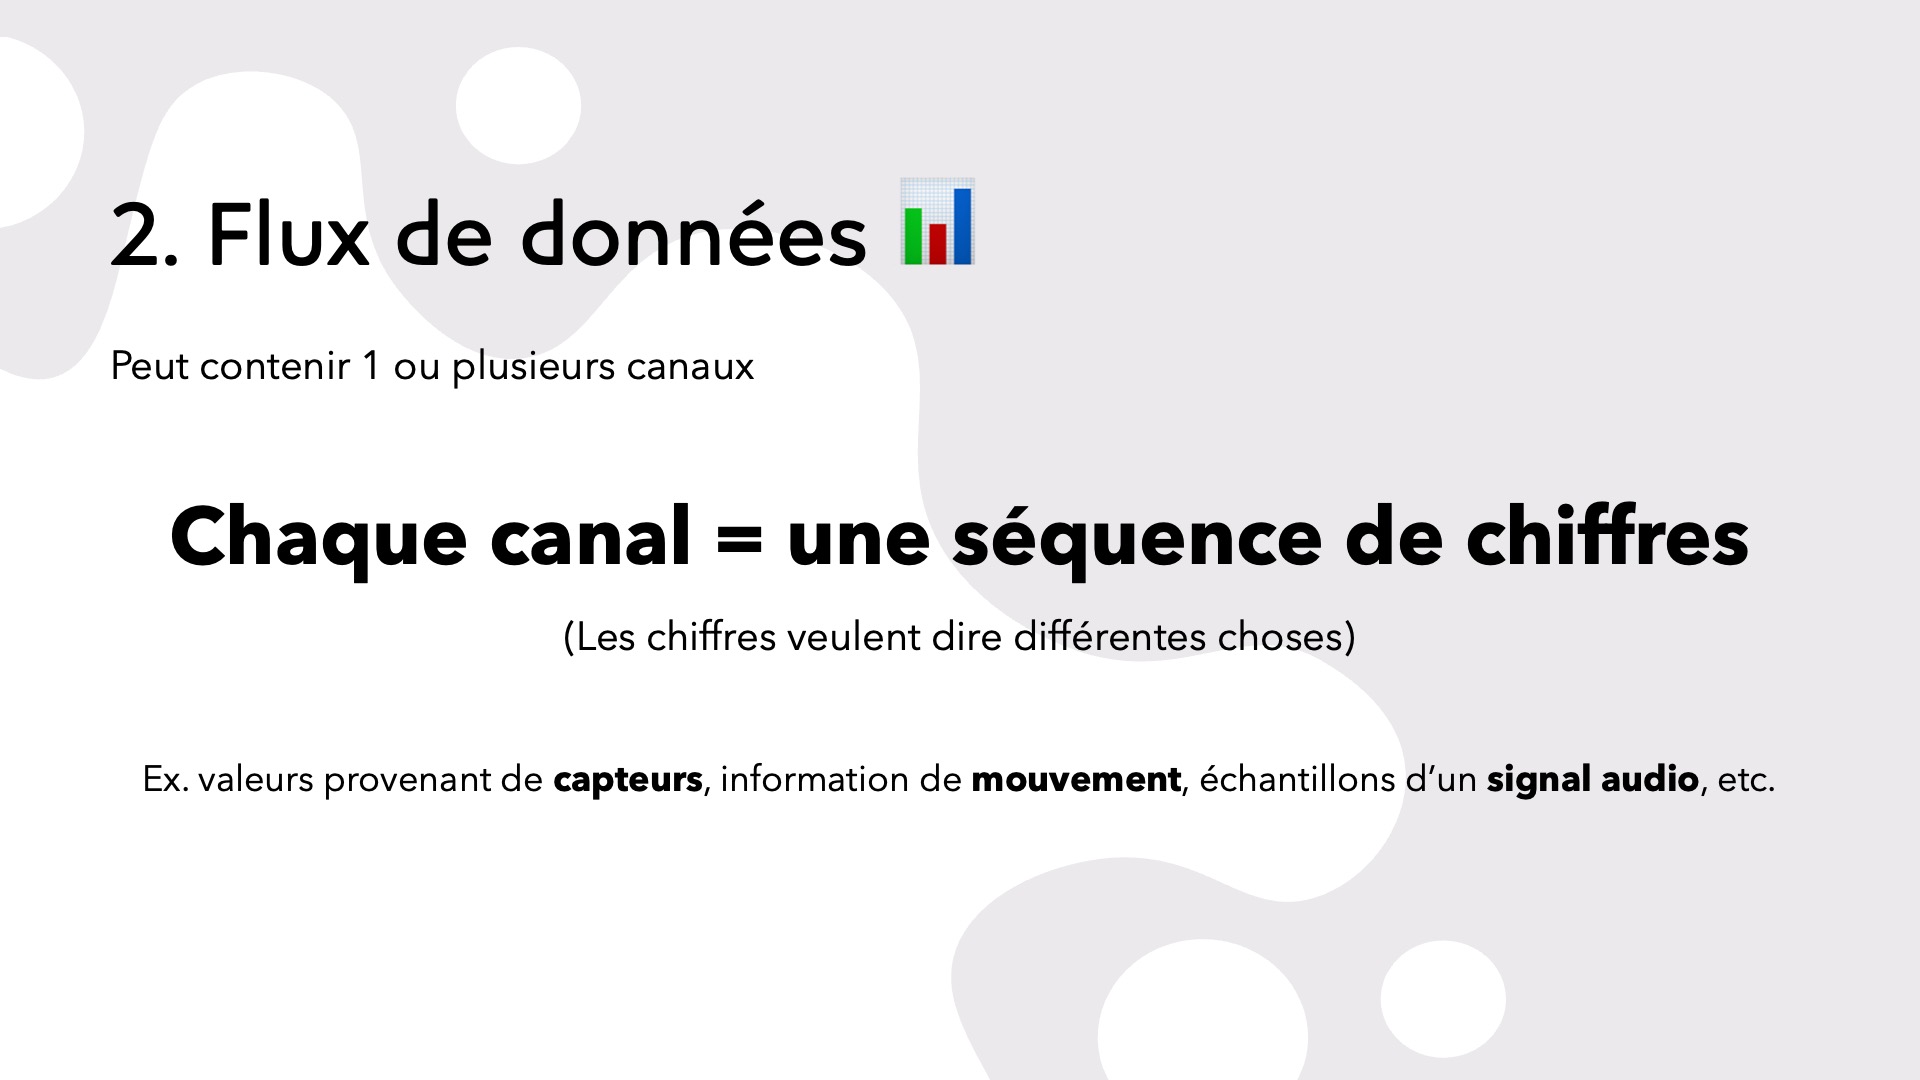 2. Flux de données 📊
Peut contenir 1 ou plusieurs canaux
Chaque canal = une séquence de chiffres
(Les chiffres veulent dire différentes choses)
Ex. valeurs provenant de capteurs, information de mouvement, échantillons d’un signal audio, etc.